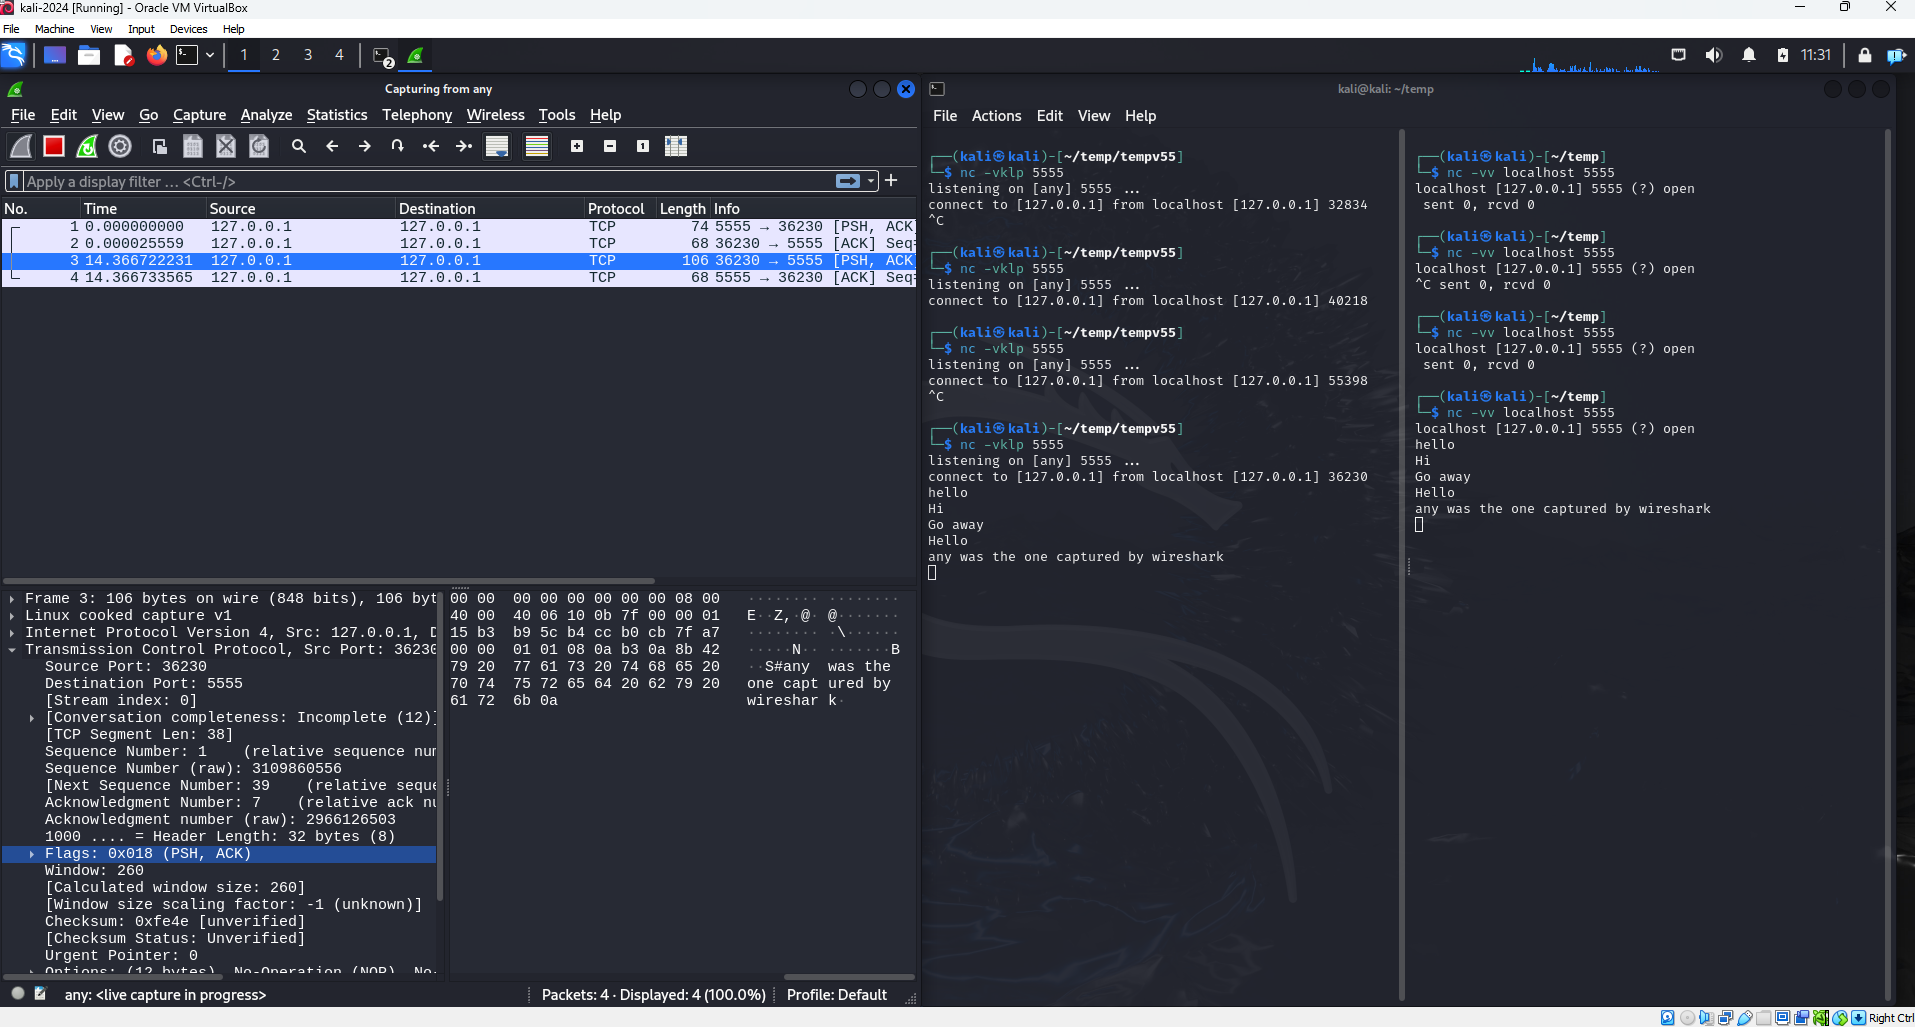 kali-2024 [Running] - Oracle VM VirtualBox
File Machine View Input Devices Help
1 2 3 4
2
11:31
Capturing from any
File Edit View Go Capture Analyze Statistics Telephony Wireless Tools Help
Apply a display filter … <Ctrl-/>
No. Time Source Destination Protocol Length Info
1 0.000000000 127.0.0.1 127.0.0.1 TCP 74 5555 → 36230 [PSH, ACK]
2 0.000025559 127.0.0.1 127.0.0.1 TCP 68 36230 → 5555 [ACK] Seq=
3 14.366722231 127.0.0.1 127.0.0.1 TCP 106 36230 → 5555 [PSH, ACK]
4 14.366733565 127.0.0.1 127.0.0.1 TCP 68 5555 → 36230 [ACK] Seq=
Frame 3: 106 bytes on wire (848 bits), 106 byt
Linux cooked capture v1
Internet Protocol Version 4, Src: 127.0.0.1, D
Transmission Control Protocol, Src Port: 36230
Source Port: 36230
Destination Port: 5555
[Stream index: 0]
[Conversation completeness: Incomplete (12)]
[TCP Segment Len: 38]
Sequence Number: 1 (relative sequence num
Sequence Number (raw): 3109860556
[Next Sequence Number: 39 (relative seque
Acknowledgment Number: 7 (relative ack nu
Acknowledgment number (raw): 2966126503
1000 .... = Header Length: 32 bytes (8)
Flags: 0x018 (PSH, ACK)
Window: 260
[Calculated window size: 260]
[Window size scaling factor: -1 (unknown)]
Checksum: 0xfe4e [unverified]
[Checksum Status: Unverified]
Urgent Pointer: 0
Options: (12 bytes), No-Operation (NOP), No-
00 00 00 00 00 00 00 00 08 00 ········ ········
40 00 40 06 10 0b 7f 00 00 01 E··Z,·@· @·······
15 b3 b9 5c b4 cc b0 cb 7f a7 ········ ·\······
00 00 01 01 08 0a b3 0a 8b 42 ·····N·· ·······B
79 20 77 61 73 20 74 68 65 20 ··S#any was the
70 74 75 72 65 64 20 62 79 20 one capt ured by
61 72 6b 0a wireshar k·
any: <live capture in progress>
Packets: 4 · Displayed: 4 (100.0%)
Profile: Default
kali@kali: ~/temp
File Actions Edit View Help
┌──(kali㉿kali)-[~/temp/tempv55]
└─$ nc -vklp 5555
listening on [any] 5555 ...
connect to [127.0.0.1] from localhost [127.0.0.1] 32834
^C
┌──(kali㉿kali)-[~/temp/tempv55]
└─$ nc -vklp 5555
listening on [any] 5555 ...
connect to [127.0.0.1] from localhost [127.0.0.1] 40218
┌──(kali㉿kali)-[~/temp/tempv55]
└─$ nc -vklp 5555
listening on [any] 5555 ...
connect to [127.0.0.1] from localhost [127.0.0.1] 55398
^C
┌──(kali㉿kali)-[~/temp/tempv55]
└─$ nc -vklp 5555
listening on [any] 5555 ...
connect to [127.0.0.1] from localhost [127.0.0.1] 36230
hello
Hi
Go away
Hello
any was the one captured by wireshark
┌──(kali㉿kali)-[~/temp]
└─$ nc -vv localhost 5555
localhost [127.0.0.1] 5555 (?) open
sent 0, rcvd 0
┌──(kali㉿kali)-[~/temp]
└─$ nc -vv localhost 5555
localhost [127.0.0.1] 5555 (?) open
^C sent 0, rcvd 0
┌──(kali㉿kali)-[~/temp]
└─$ nc -vv localhost 5555
localhost [127.0.0.1] 5555 (?) open
sent 0, rcvd 0
┌──(kali㉿kali)-[~/temp]
└─$ nc -vv localhost 5555
localhost [127.0.0.1] 5555 (?) open
hello
Hi
Go away
Hello
any was the one captured by wireshark
Right Ctrl